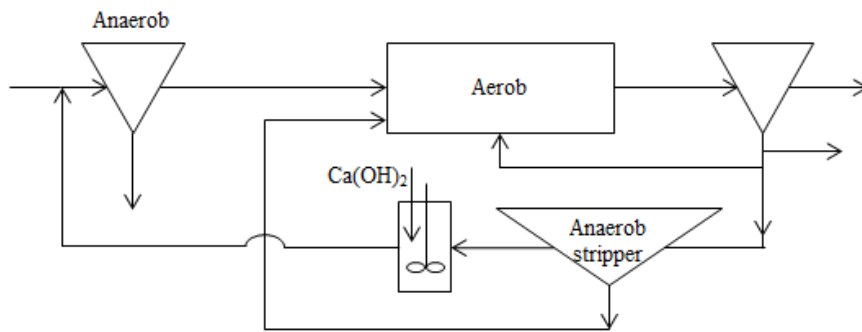 Anaerob
Aerob
Ca(OH)₂
Anaerob
stripper